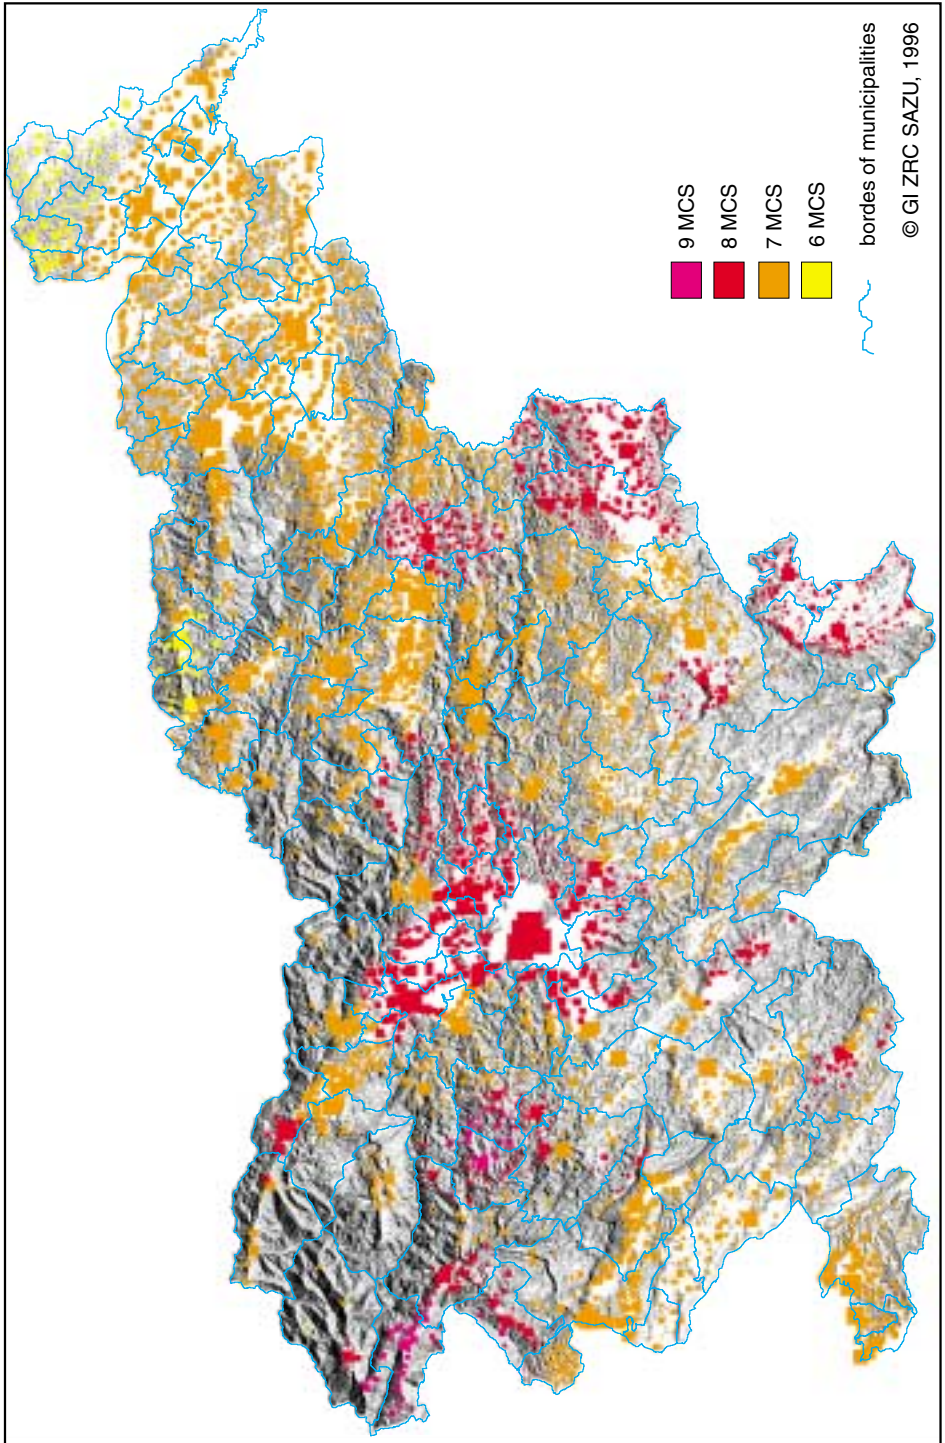 9 MCS
8 MCS
7 MCS
6 MCS
bordes of municipalities
© GI ZRC SAZU, 1996